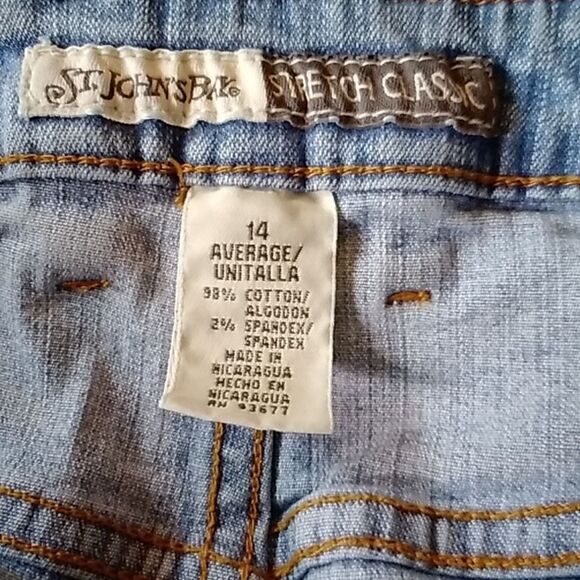 ST. JOHN'S BAY STRETCH CLASSIC
14
AVERAGE/
UNITALLA
98% COTTON/
ALGODON
2% SPANDEX/
SPANDEX
MADE IN
NICARAGUA
HECHO EN
NICARAGUA
RN 93677